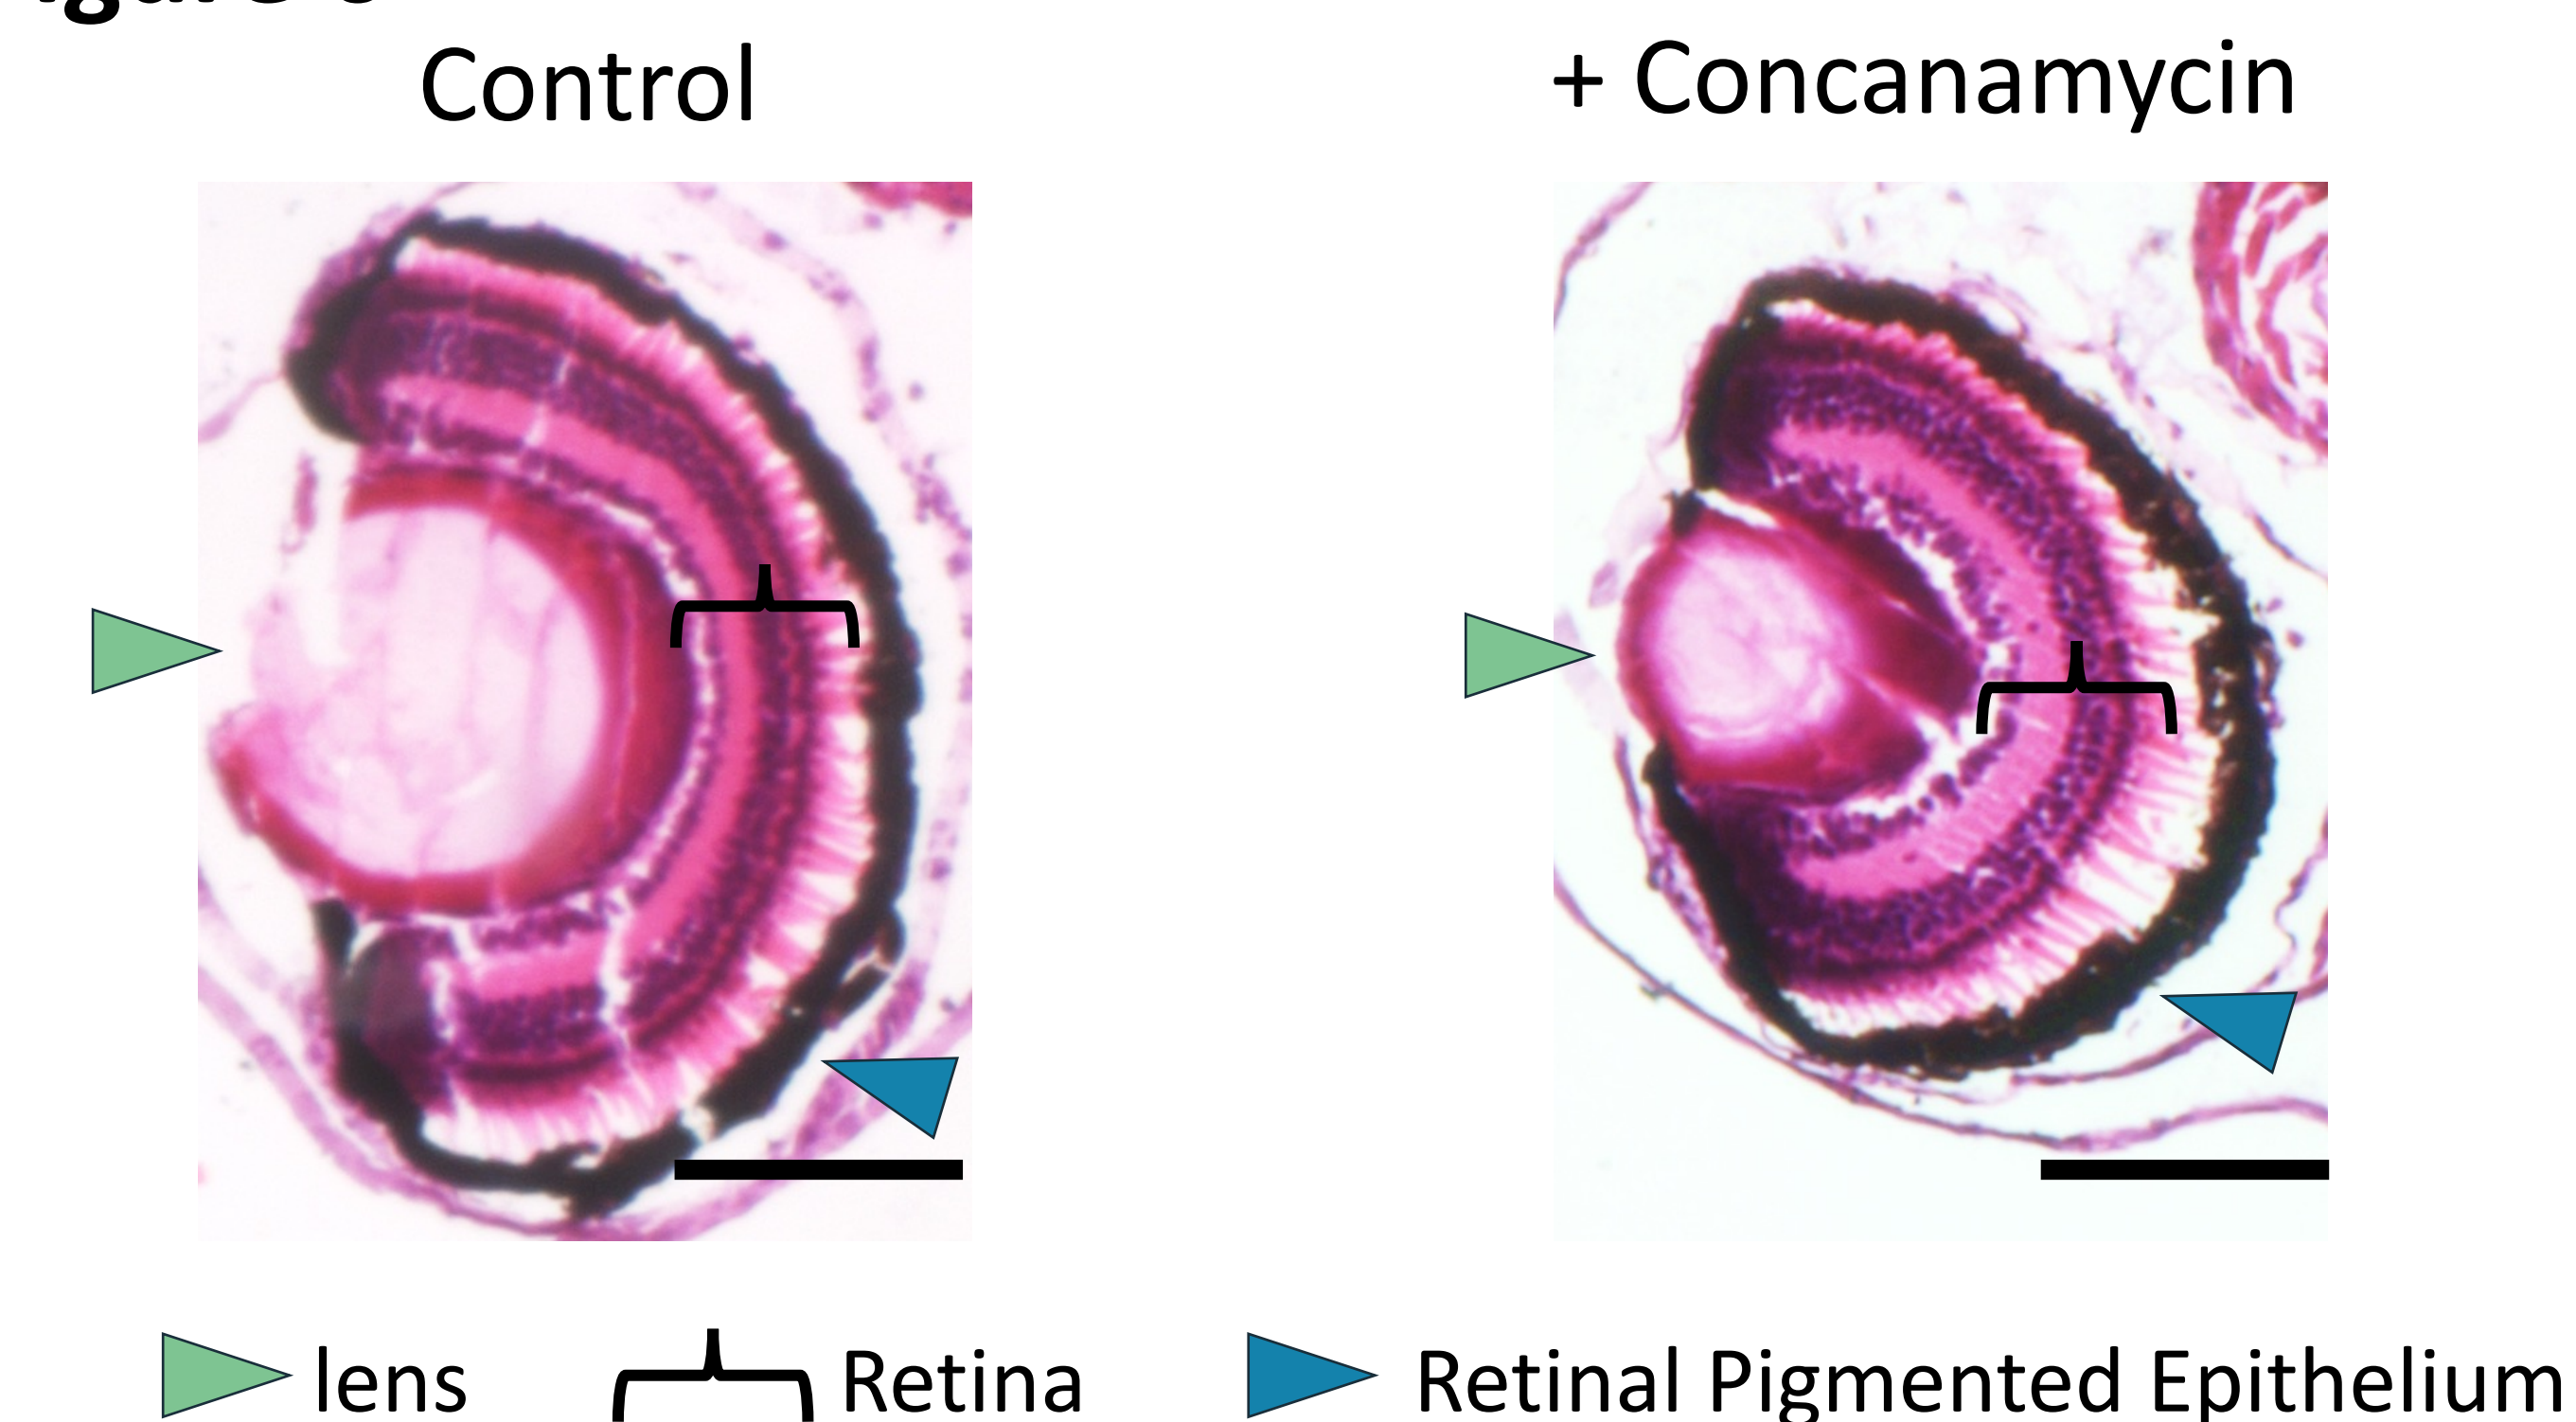 Control
+ Concanamycin
lens
Retina
Retinal Pigmented Epithelium